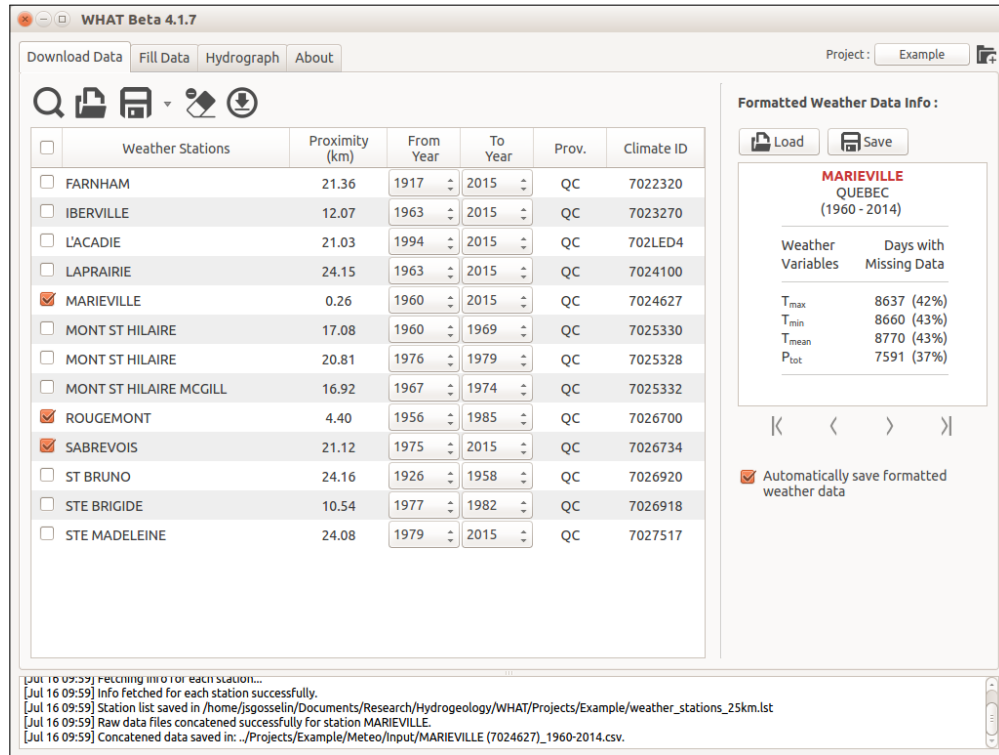 WHAT Beta 4.1.7
Download Data Fill Data Hydrograph About Project : Example
Formatted Weather Data Info :
Load Save
Weather Stations Proximity (km) From Year To Year Prov. Climate ID
FARNHAM 21.36 1917 2015 QC 7022320
IBERVILLE 12.07 1963 2015 QC 7023270
L'ACADIE 21.03 1994 2015 QC 702LED4
LAPRAIRIE 24.15 1963 2015 QC 7024100
MARIEVILLE 0.26 1960 2015 QC 7024627
MONT ST HILAIRE 17.08 1960 1969 QC 7025330
MONT ST HILAIRE 20.81 1976 1979 QC 7025328
MONT ST HILAIRE MCGILL 16.92 1967 1974 QC 7025332
ROUGEMONT 4.40 1956 1985 QC 7026700
SABREVOIS 21.12 1975 2015 QC 7026734
ST BRUNO 24.16 1926 1958 QC 7026920
STE BRIGIDE 10.54 1977 1982 QC 7026918
STE MADELEINE 24.08 1979 2015 QC 7027517
MARIEVILLE
QUEBEC
(1960 - 2014)
Weather Variables Days with Missing Data
Tmax 8637 (42%)
Tmin 8660 (43%)
Tmean 8770 (43%)
Ptot 7591 (37%)
Automatically save formatted
weather data
[Jul 16 09:59] Fetching info for each station...
[Jul 16 09:59] Info fetched for each station successfully.
[Jul 16 09:59] Station list saved in /home/jsgosselin/Documents/Research/Hydrogeology/WHAT/Projects/Example/weather_stations_25km.lst
[Jul 16 09:59] Raw data files concatened successfully for station MARIEVILLE.
[Jul 16 09:59] Concatened data saved in: ../Projects/Example/Meteo/Input/MARIEVILLE (7024627)_1960-2014.csv.